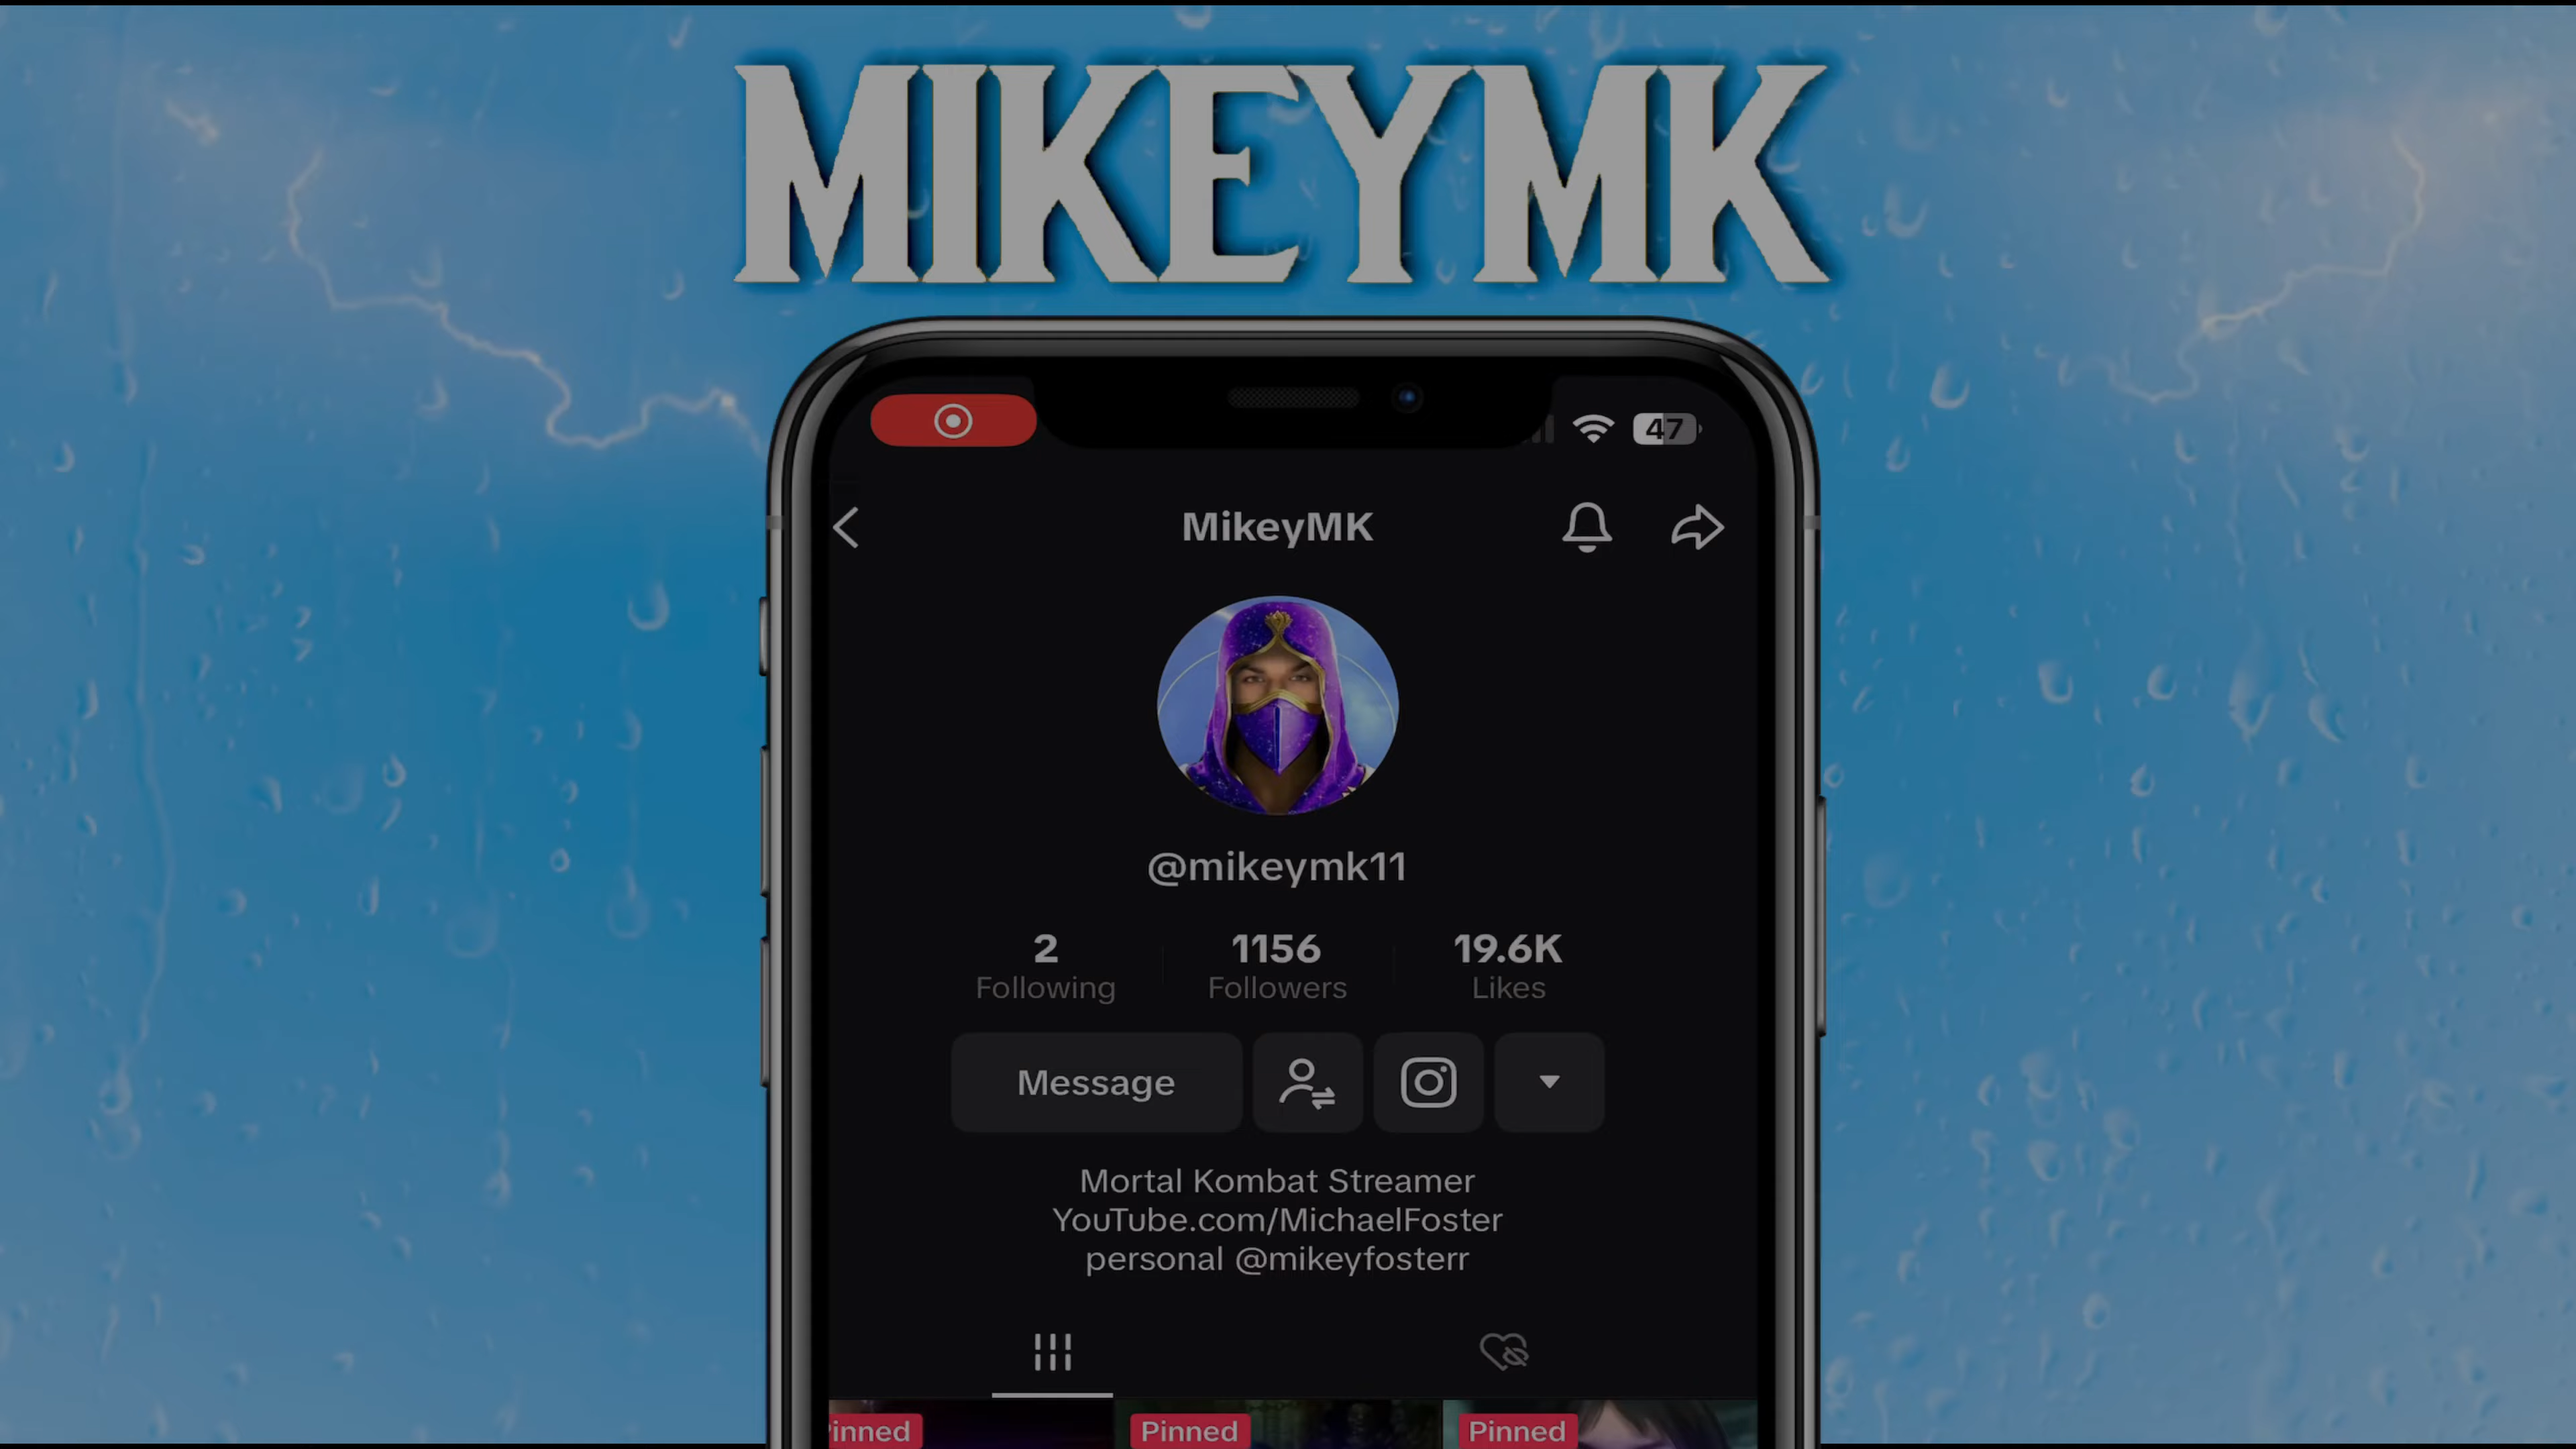 MIKEYMK
47
MikeyMK
@mikeymk11
2 1156 19.6K
Following Followers Likes
Message
Mortal Kombat Streamer
YouTube.com/MichaelFoster
personal @mikeyfosterr
Pinned Pinned Pinned